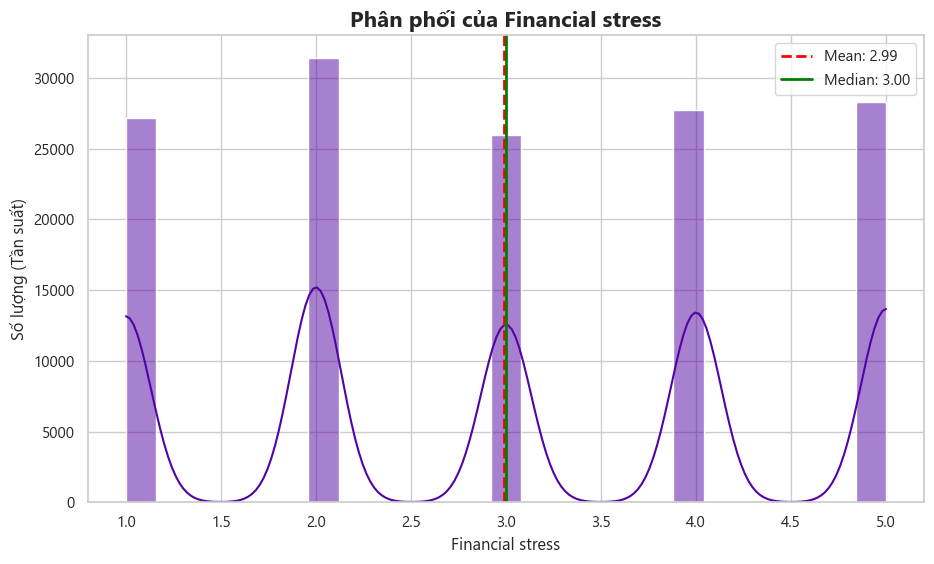 Phân phối của Financial stress
Mean: 2.99
Median: 3.00
Số lượng (Tần suất)
30000
25000
20000
15000
10000
5000
0
1.0 1.5 2.0 2.5 3.0 3.5 4.0 4.5 5.0
Financial stress